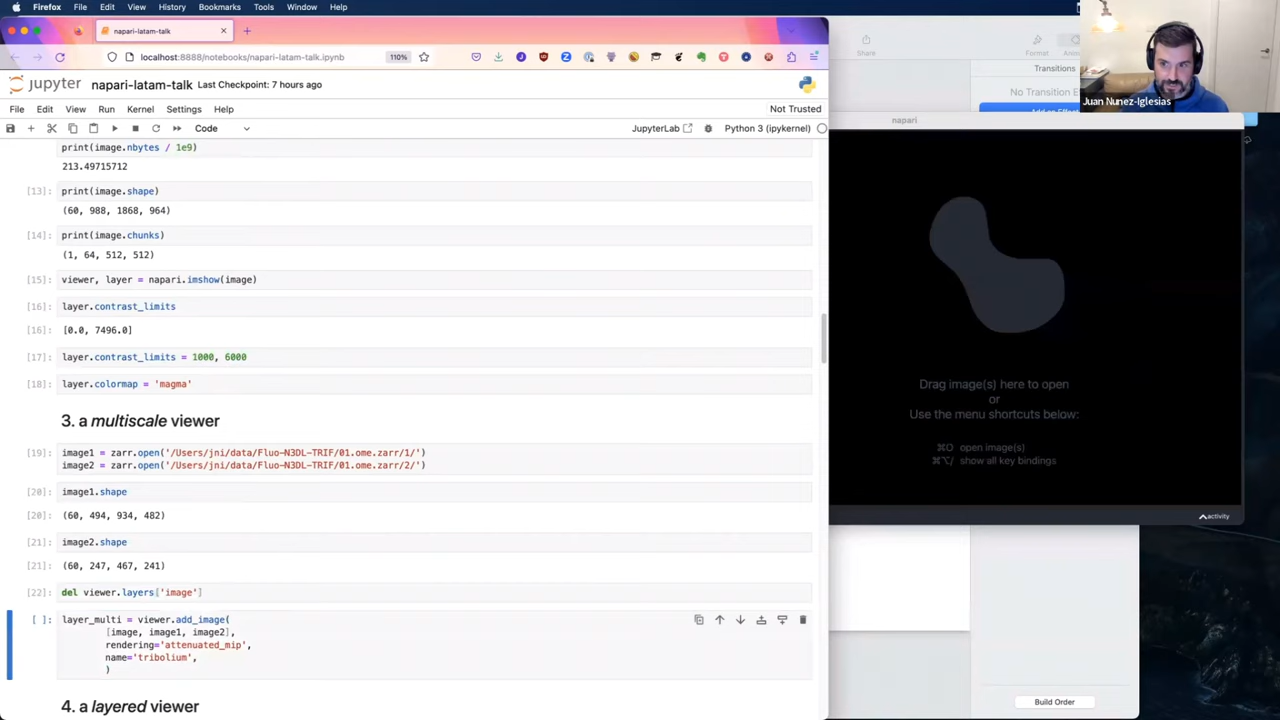 Firefox File Edit View History Bookmarks Tools Window Help
napari-latam-talk
localhost:8888/notebooks/napari-latam-talk.ipynb
110%
jupyter napari-latam-talk Last Checkpoint: 7 hours ago
File Edit View Run Kernel Settings Help
Not Trusted
Code
JupyterLab
Python 3 (ipykernel)
print(image.nbytes / 1e9)
213.49715712
[13]: print(image.shape)
(60, 988, 1868, 964)
[14]: print(image.chunks)
(1, 64, 512, 512)
[15]: viewer, layer = napari.imshow(image)
[16]: layer.contrast_limits
[16]: [0.0, 7496.0]
[17]: layer.contrast_limits = 1000, 6000
[18]: layer.colormap = 'magma'
3. a multiscale viewer
[19]: image1 = zarr.open('/Users/jni/data/Fluo-N3DL-TRIF/01.ome.zarr/1/')
image2 = zarr.open('/Users/jni/data/Fluo-N3DL-TRIF/01.ome.zarr/2/')
[20]: image1.shape
[20]: (60, 494, 934, 482)
[21]: image2.shape
[21]: (60, 247, 467, 241)
[22]: del viewer.layers['image']
[ ]: layer_multi = viewer.add_image(
[image, image1, image2],
rendering='attenuated_mip',
name='tribolium',
)
4. a layered viewer
Share
Format
Transitions
No Transition E
Juan Nunez-Iglesias
napari
Drag image(s) here to open
or
Use the menu shortcuts below:
⌘O open image(s)
⌘⌥/ show all key bindings
activity
Build Order